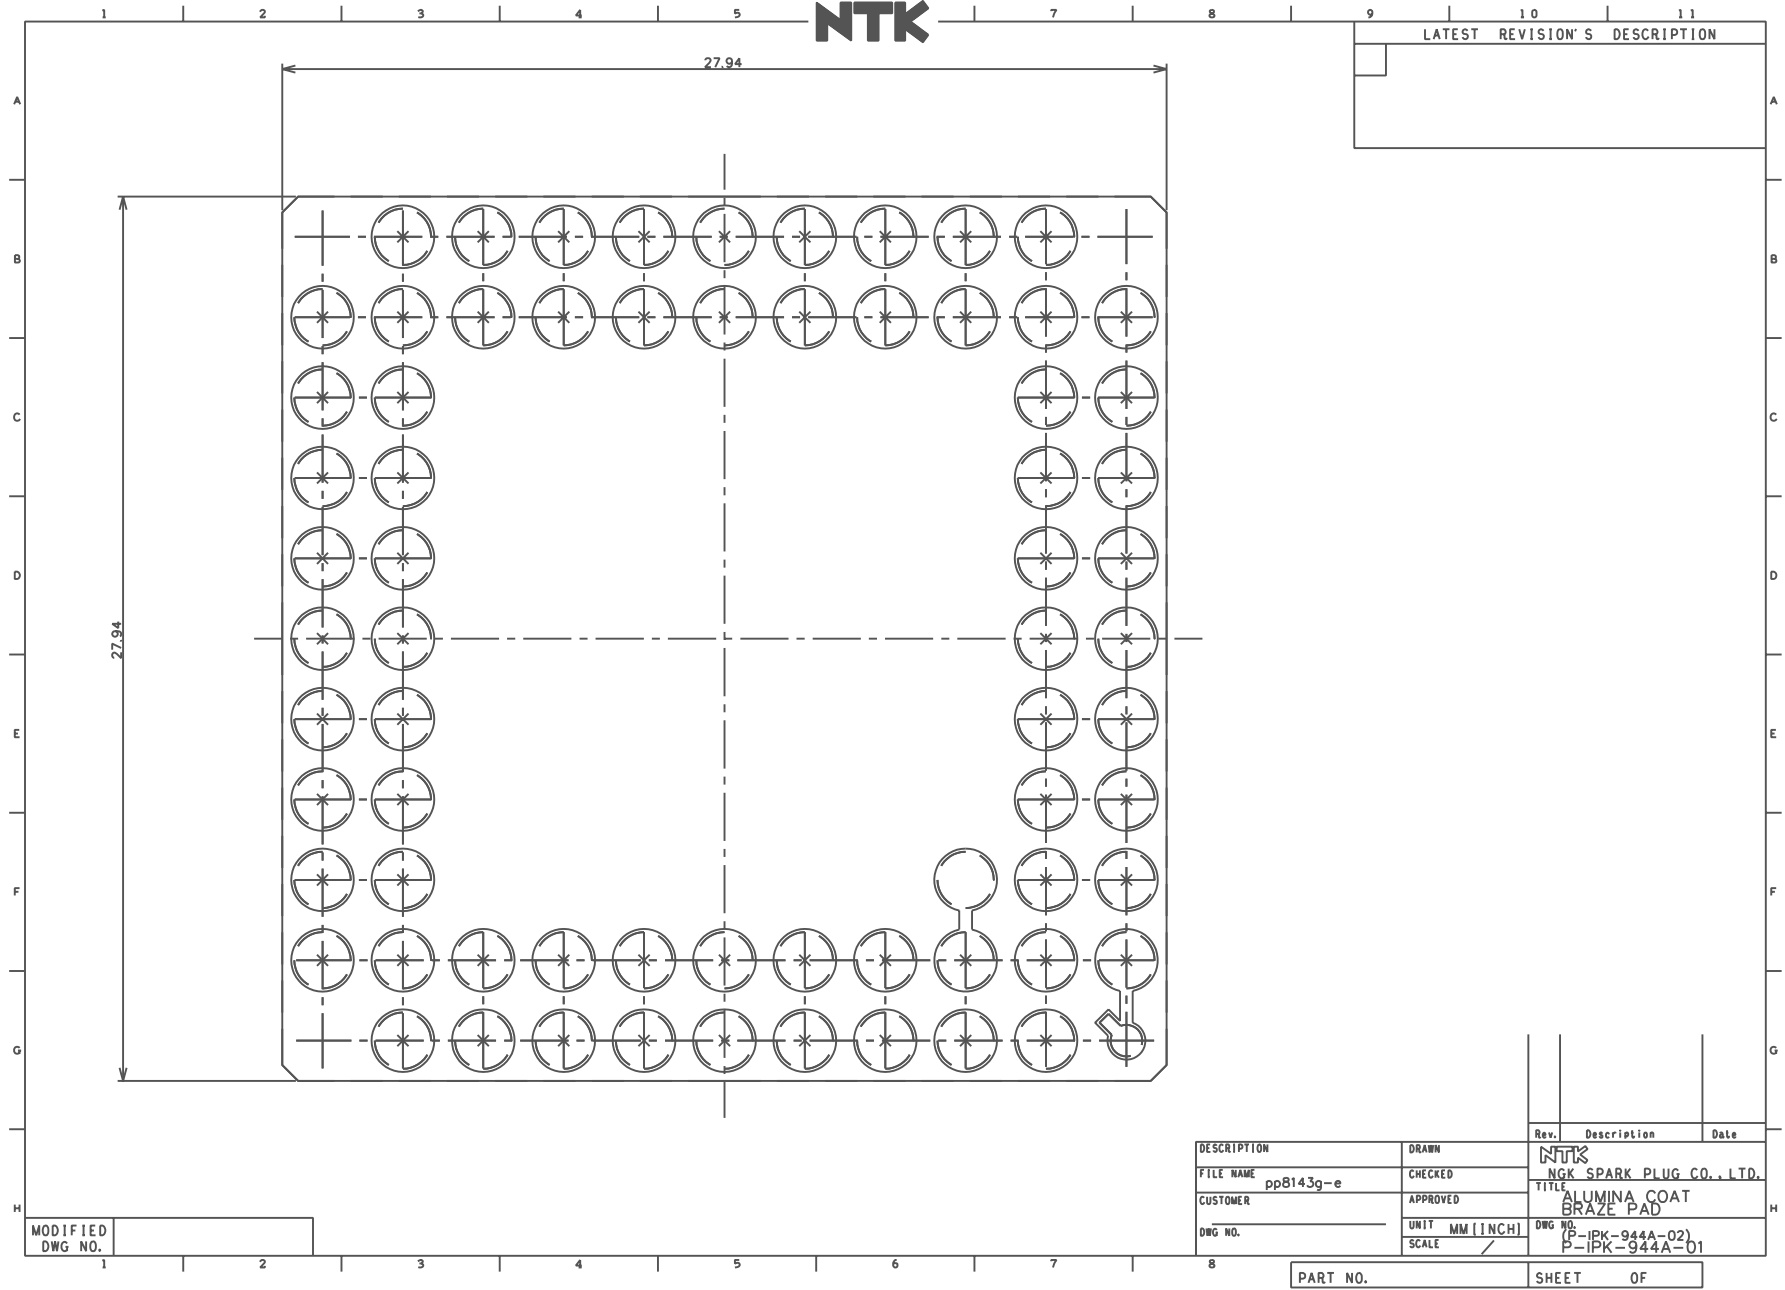 1 2 3 4 5 7 8 9 10 11
NTK
LATEST REVISION'S DESCRIPTION
27.94
A A
B B
C C
D D
27.94
E E
F F
G G
Rev. Description Date
DESCRIPTION DRAWN
NTK
NGK SPARK PLUG CO., LTD.
FILE NAME pp8143g-e CHECKED
TITLE
ALUMINA COAT
BRAZE PAD
CUSTOMER APPROVED
H H
MODIFIED
DWG NO.
DWG NO.
UNIT MM[INCH]
SCALE /
DWG NO.
(P-IPK-944A-02)
P-IPK-944A-01
1 2 3 4 5 6 7 8
PART NO. SHEET OF